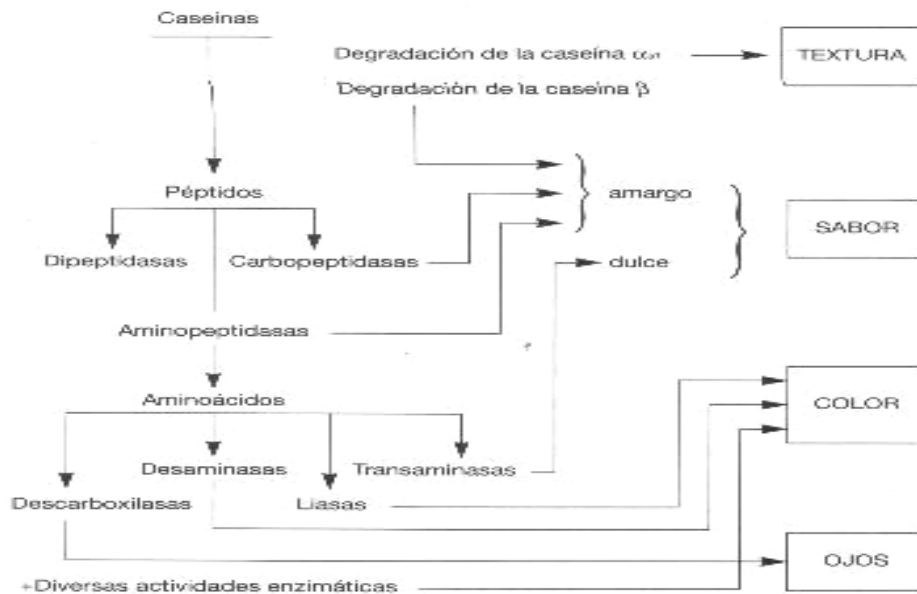 Caseinas
Degradación de la caseína αs1
TEXTURA
Degradación de la caseína β
Péptidos
amargo
SABOR
Dipeptidasas
Carbopeptidasas
dulce
Aminopeptidasas
Aminoácidos
COLOR
Desaminasas
Transaminasas
Descarboxilasas
Liasas
OJOS
+Diversas actividades enzimáticas